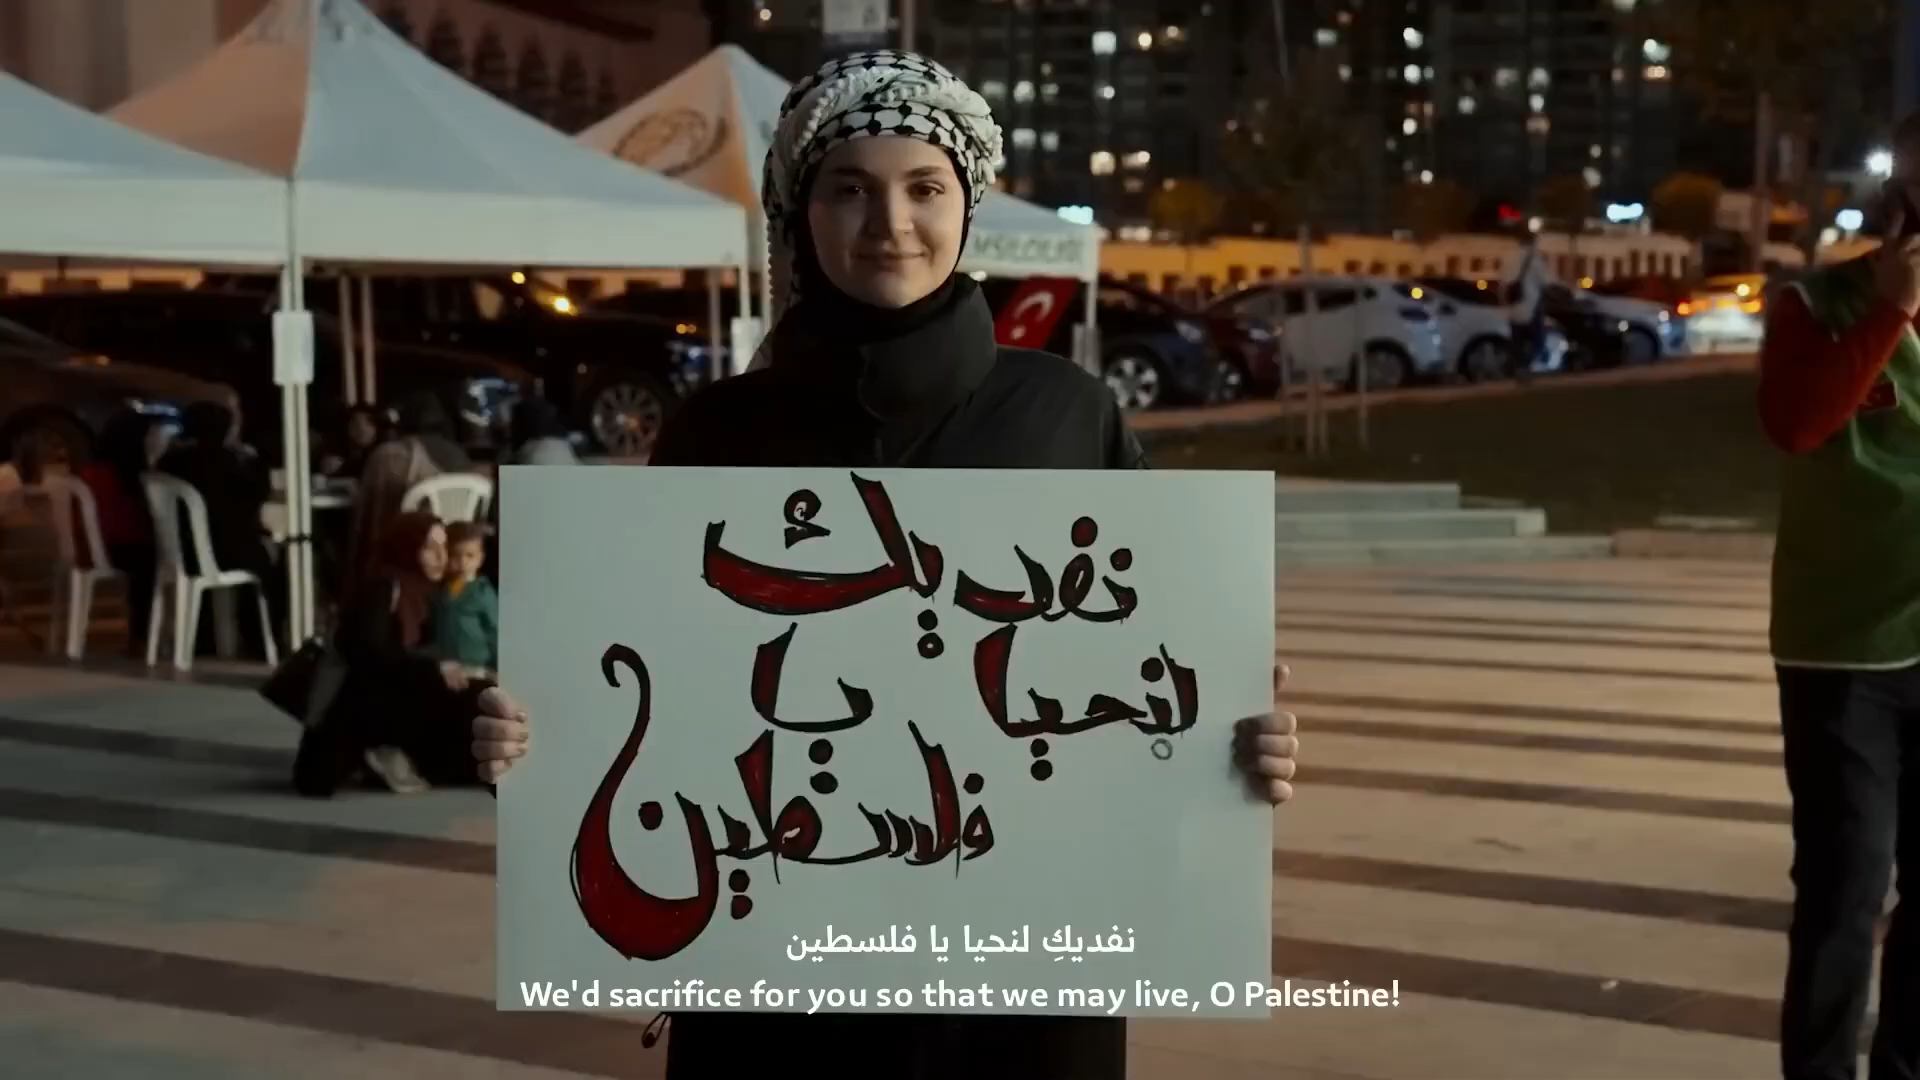 نفديك
لنحيا يا
فلسطين
نفديكِ لنحيا يا فلسطين
We'd sacrifice for you so that we may live, O Palestine!